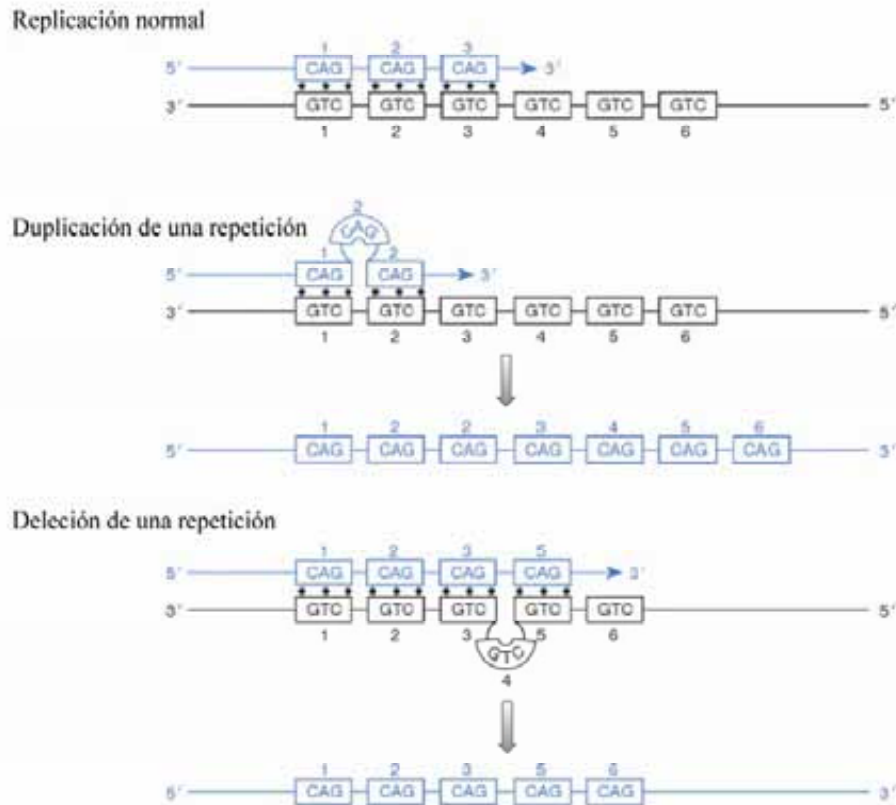 Replicación normal
1 2 3
5′ CAG CAG CAG 3′
3′ GTC GTC GTC GTC GTC GTC 5′
1 2 3 4 5 6
Duplicación de una repetición
2
CAG
1 2
5′ CAG CAG 3′
3′ GTC GTC GTC GTC GTC GTC 5′
1 2 3 4 5 6
1 2 2 3 4 5 6
5′ CAG CAG CAG CAG CAG CAG CAG 3′
Deleción de una repetición
1 2 3 5
5′ CAG CAG CAG CAG 3′
3′ GTC GTC GTC GTC GTC 5′
1 2 3 5 6
GTC
4
1 2 3 5 6
5′ CAG CAG CAG CAG CAG 3′